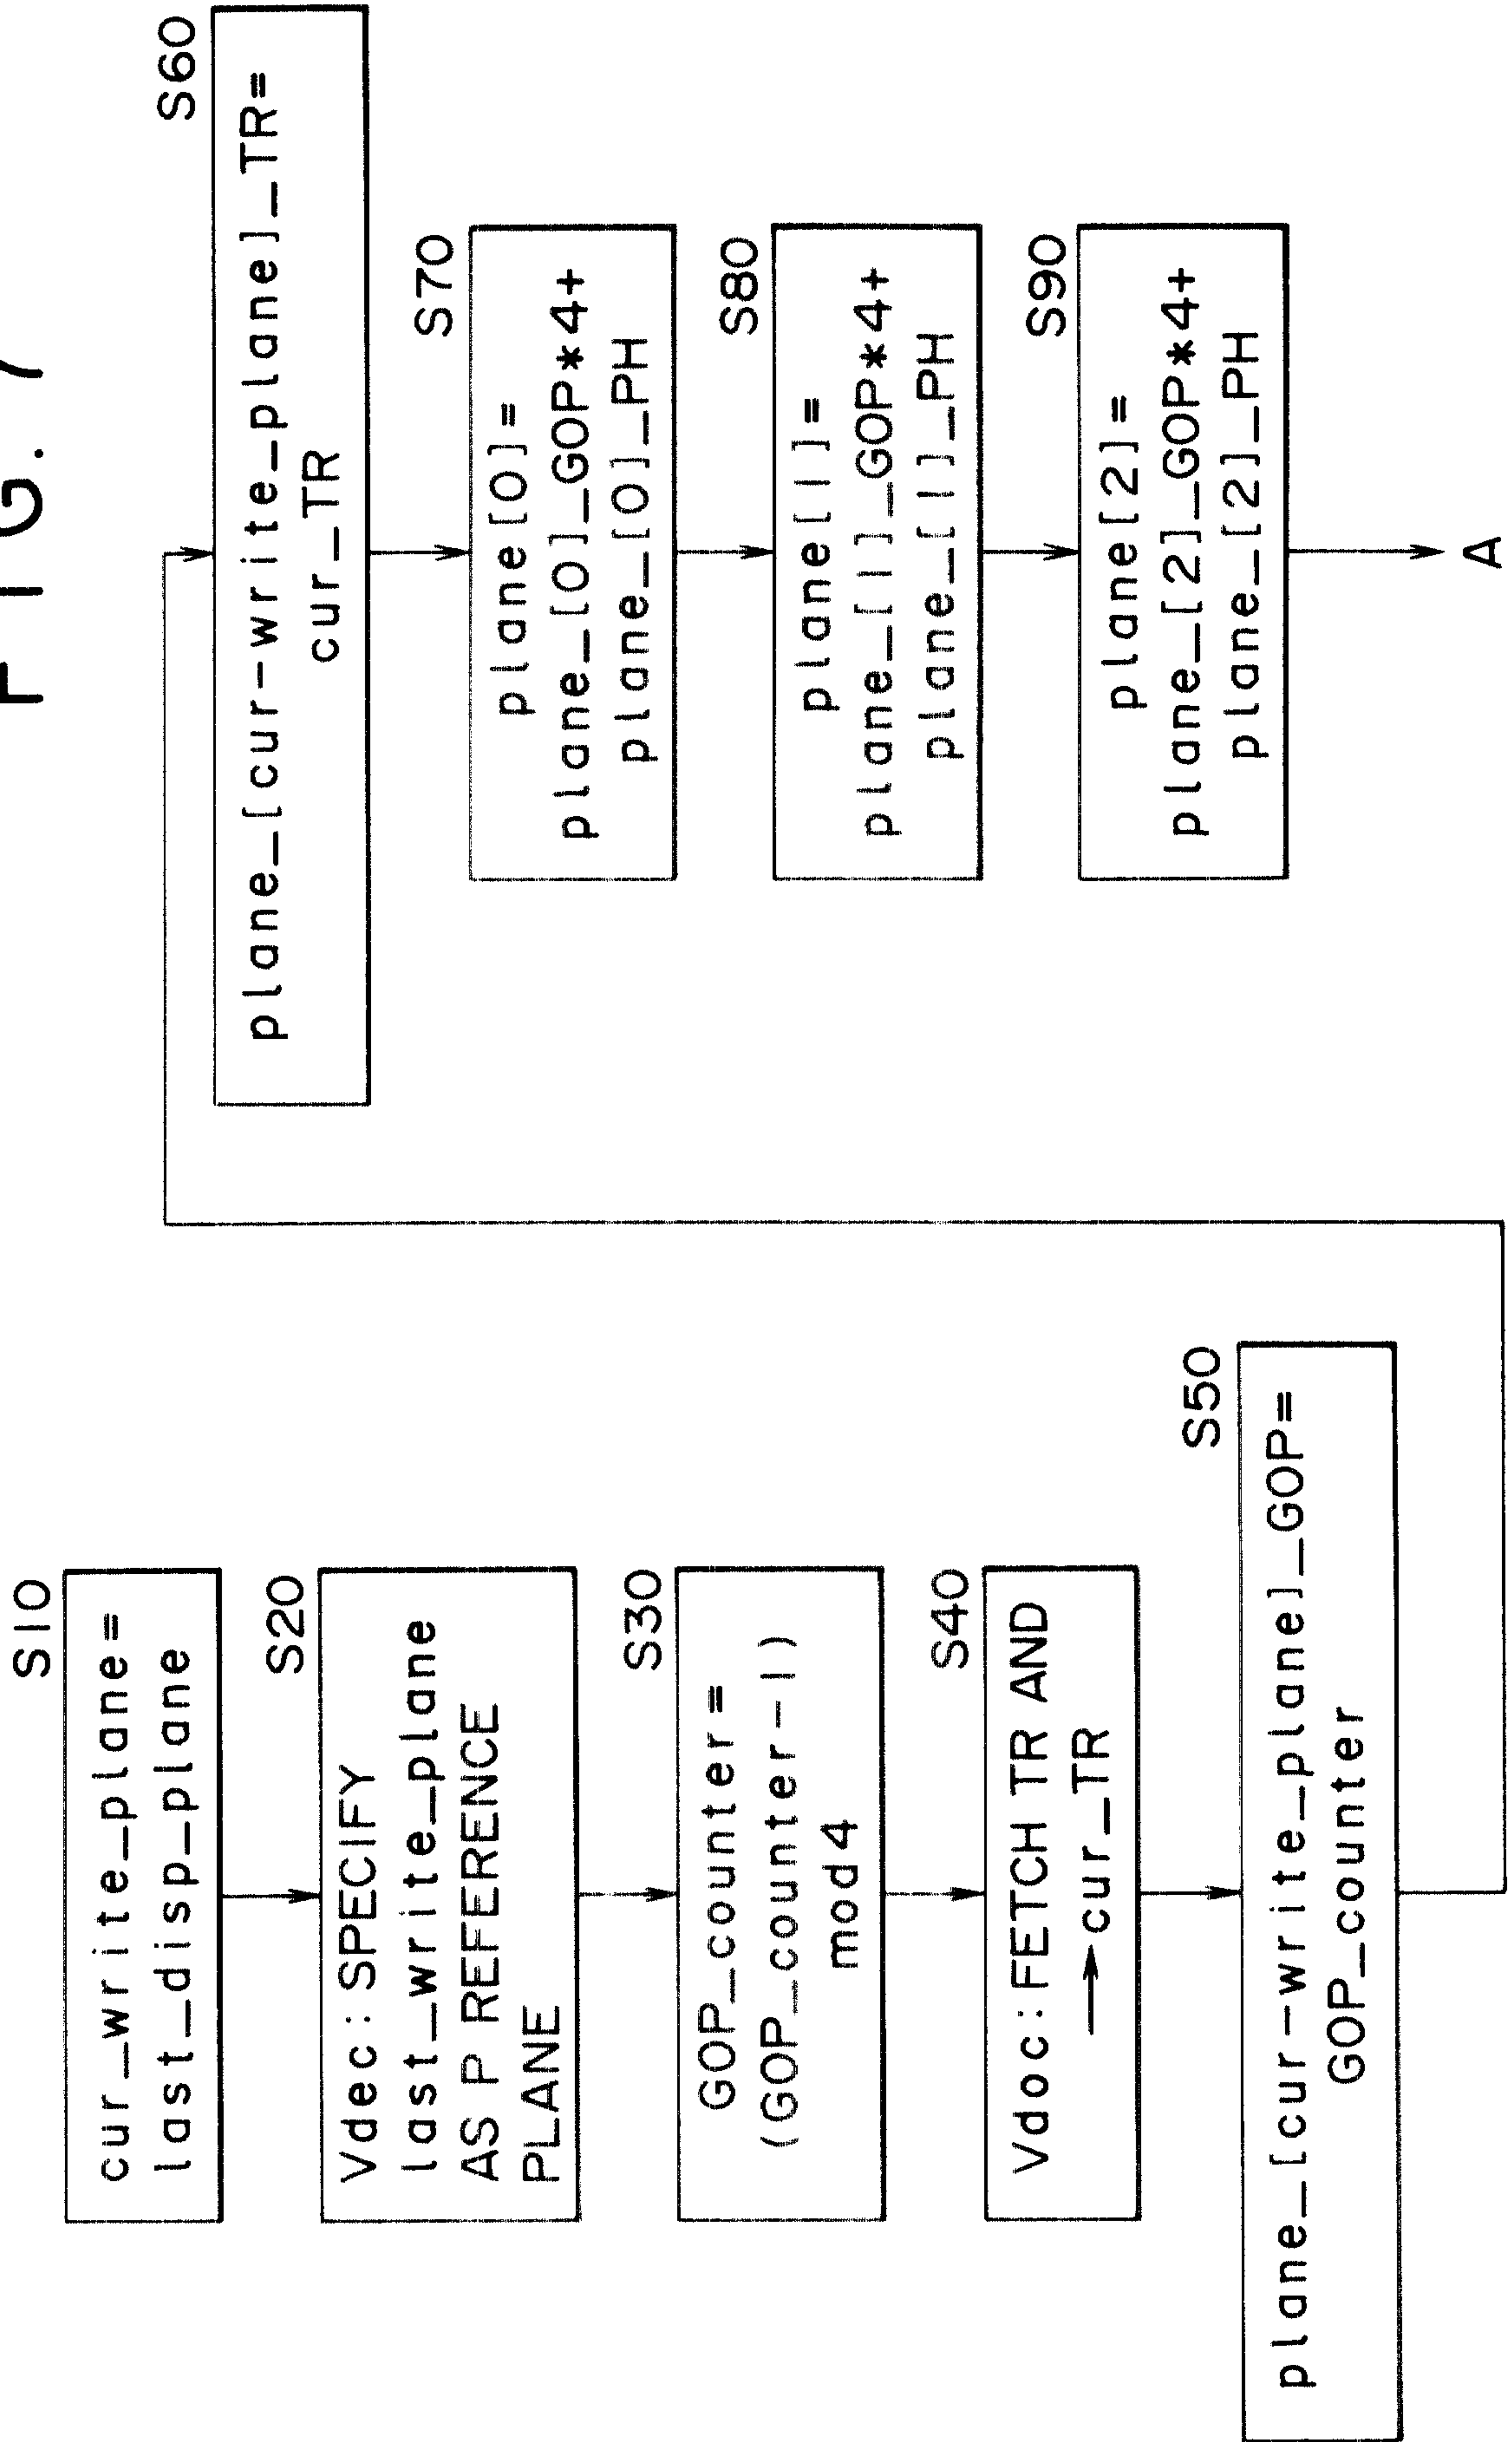 FIG. 7
S10
cur_write_plane=
last_disp_plane
S20
Vdec:SPECIFY
last_write_plane
AS P REFERENCE
PLANE
S30
GOP_counter=
(GOP_counter-1)
mod4
S40
Vdoc:FETCH TR AND
→cur_TR
S50
plane_[cur-write_plane]_GOP=
GOP_counter
S60
plane_[cur-write_plane]_TR=
cur_TR
S70
plane[0]=
plane_[0]_GOP*4+
plane_[0]_PH
S80
plane[1]=
plane_[1]_GOP*4+
plane_[1]_PH
S90
plane[2]=
plane_[2]_GOP*4+
plane_[2]_PH
A